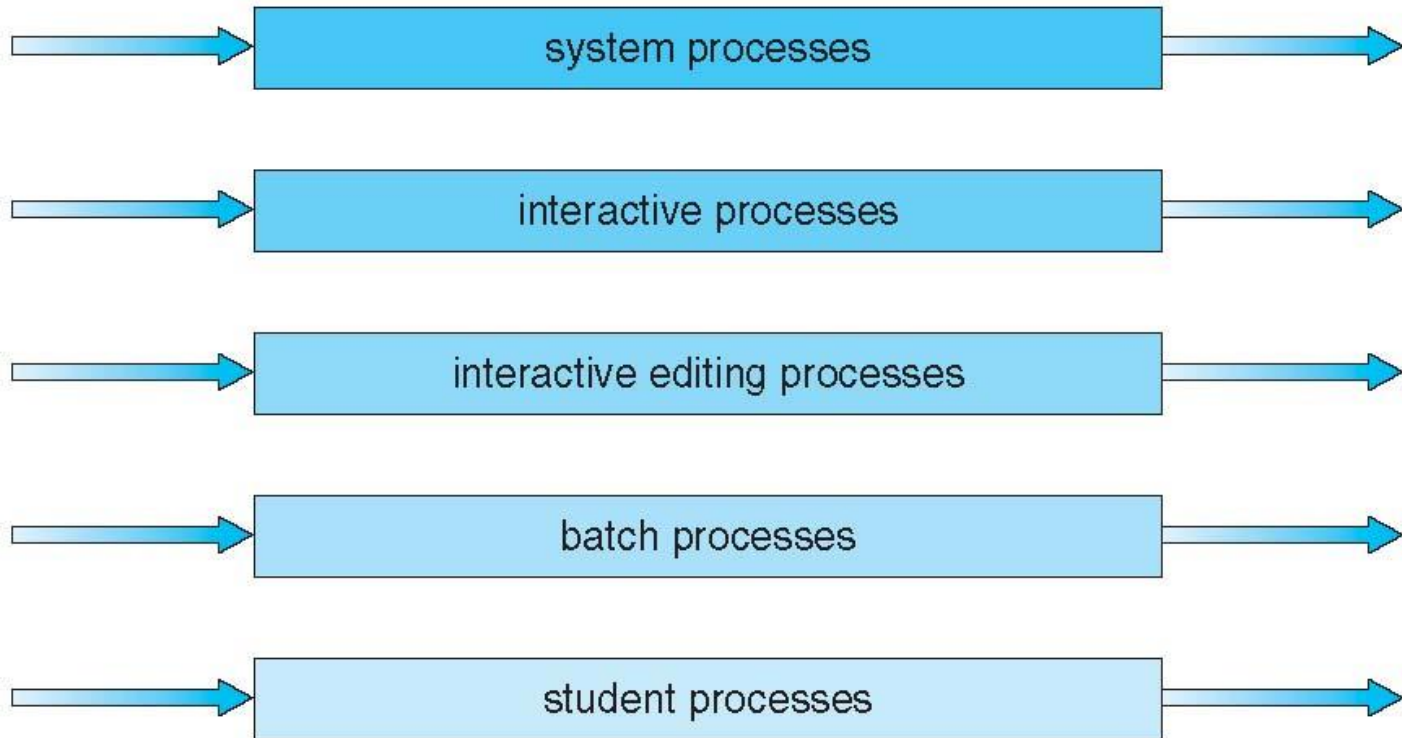 system processes
interactive processes
interactive editing processes
batch processes
student processes